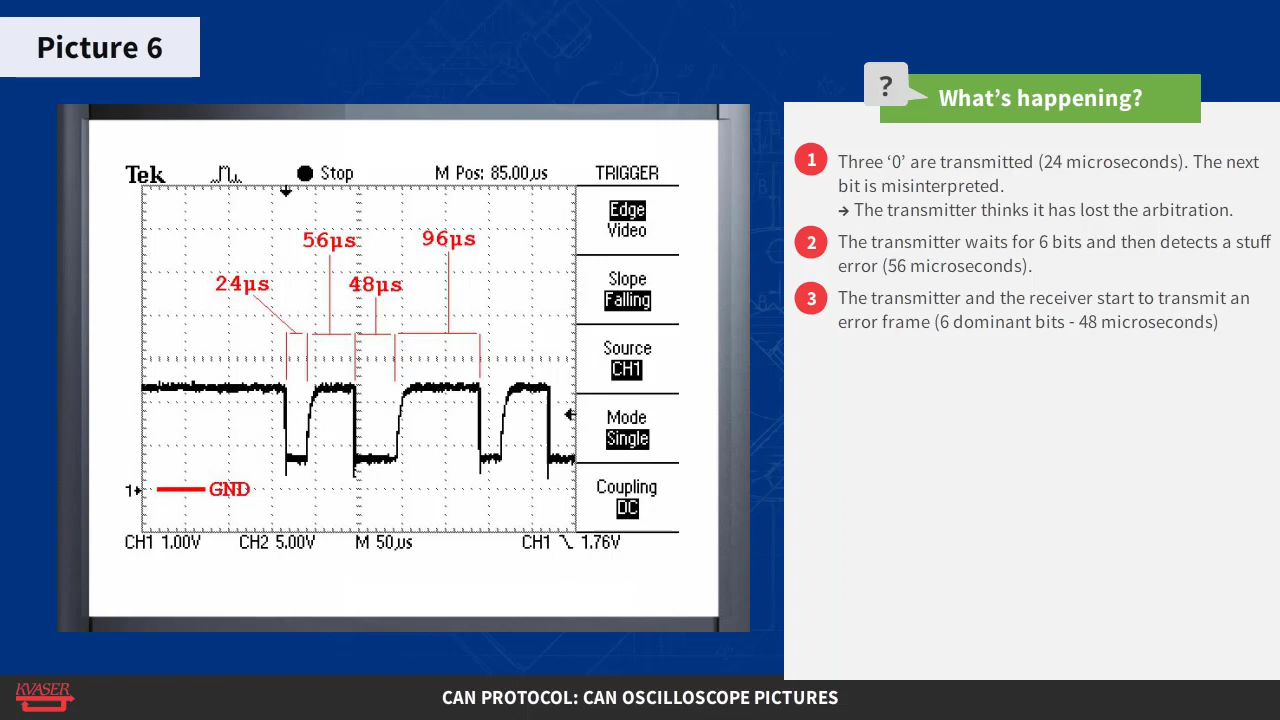 Picture 6
?
What's happening?
Tek
Stop
M Pos: 85.00µs
TRIGGER
Edge
Video
56µs
96µs
24µs
48µs
Slope
Falling
Source
CH1
Mode
Single
1
GND
Coupling
DC
CH1 1.00V
CH2 5.00V
M 50µs
CH1
1.76V
1
Three ‘0’ are transmitted (24 microseconds). The next
bit is misinterpreted.
→ The transmitter thinks it has lost the arbitration.
2
The transmitter waits for 6 bits and then detects a stuff
error (56 microseconds).
3
The transmitter and the receiver start to transmit an
error frame (6 dominant bits - 48 microseconds)
KVASER
CAN PROTOCOL: CAN OSCILLOSCOPE PICTURES